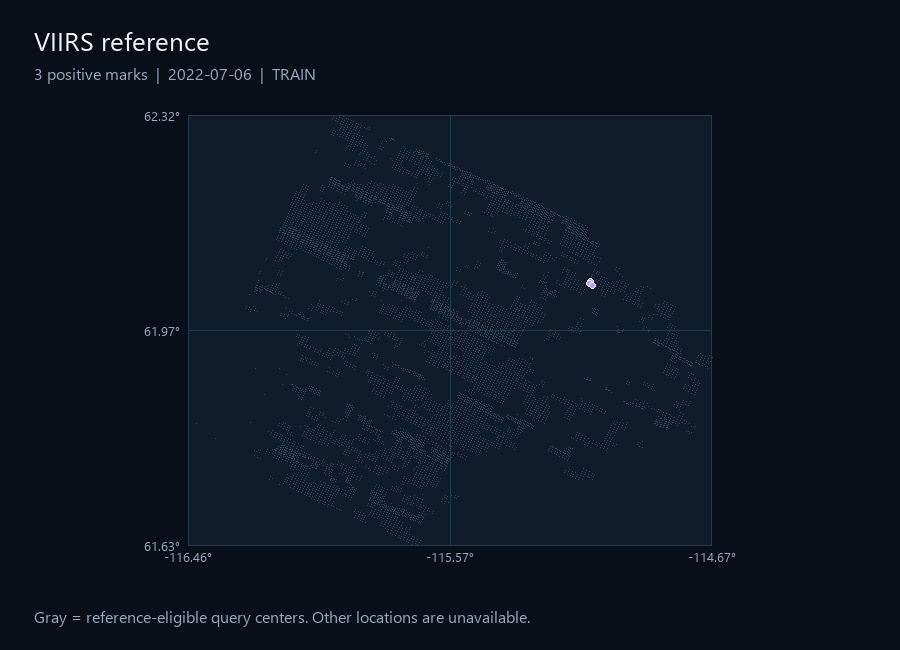 VIIRS reference
3 positive marks | 2022-07-06 | TRAIN
62.32°
61.97°
61.63°
-116.46°
-115.57°
-114.67°
Gray = reference-eligible query centers. Other locations are unavailable.